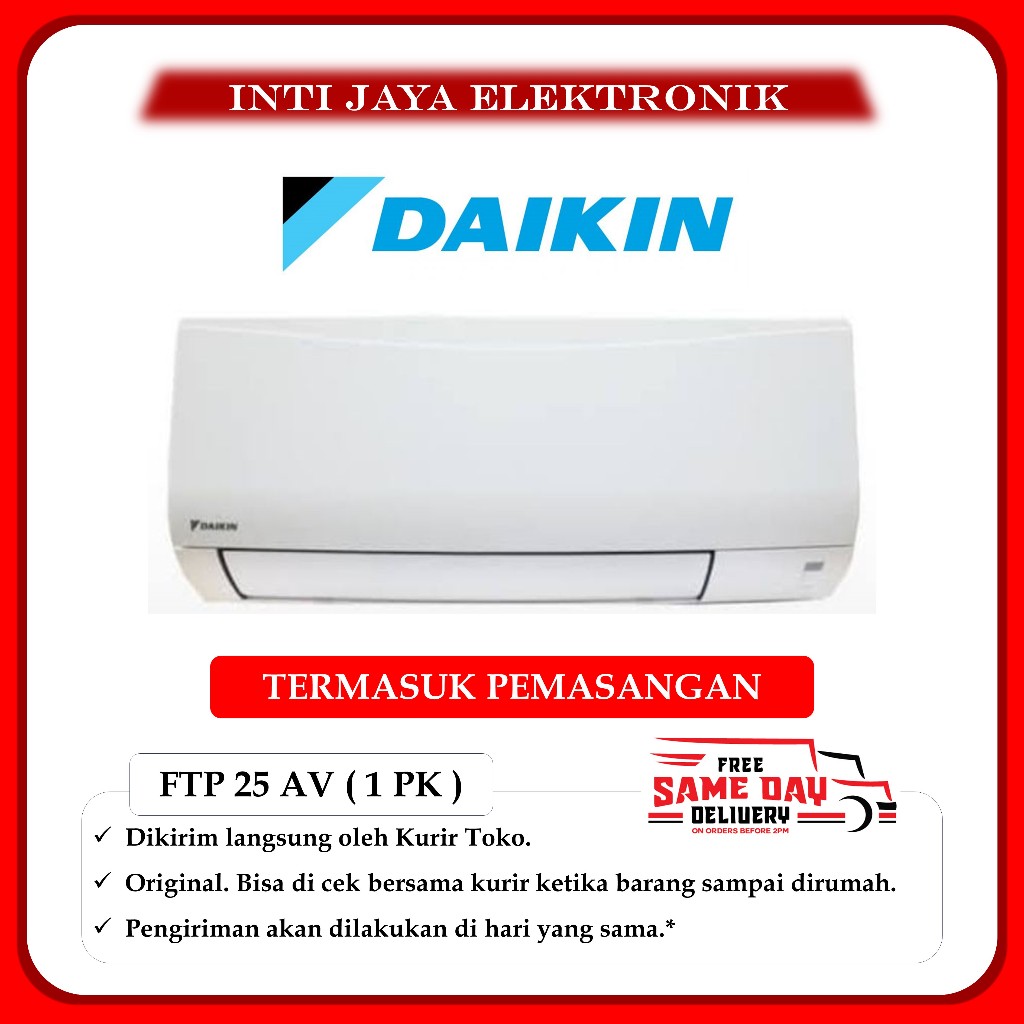 INTI JAYA ELEKTRONIK
DAIKIN
DAIKIN
TERMASUK PEMASANGAN
FTP 25 AV ( 1 PK )
FREE
SAME DAY
DELIVERY
ON ORDERS BEFORE 2PM
✓ Dikirim langsung oleh Kurir Toko.
✓ Original. Bisa di cek bersama kurir ketika barang sampai dirumah.
✓ Pengiriman akan dilakukan di hari yang sama.*